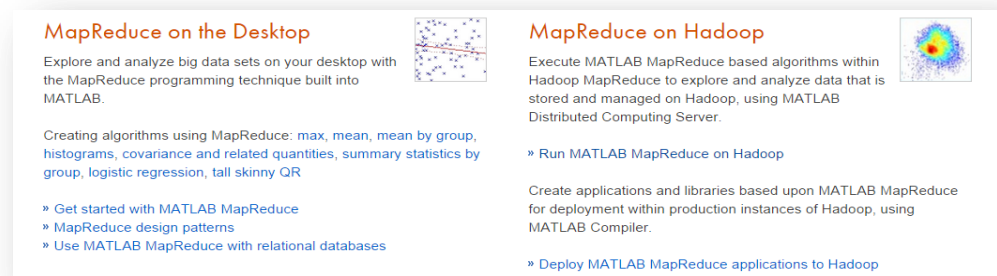 MapReduce on the Desktop
Explore and analyze big data sets on your desktop with
the MapReduce programming technique built into
MATLAB.
Creating algorithms using MapReduce: max, mean, mean by group,
histograms, covariance and related quantities, summary statistics by
group, logistic regression, tall skinny QR
» Get started with MATLAB MapReduce
» MapReduce design patterns
» Use MATLAB MapReduce with relational databases
MapReduce on Hadoop
Execute MATLAB MapReduce based algorithms within
Hadoop MapReduce to explore and analyze data that is
stored and managed on Hadoop, using MATLAB
Distributed Computing Server.
» Run MATLAB MapReduce on Hadoop
Create applications and libraries based upon MATLAB MapReduce
for deployment within production instances of Hadoop, using
MATLAB Compiler.
» Deploy MATLAB MapReduce applications to Hadoop